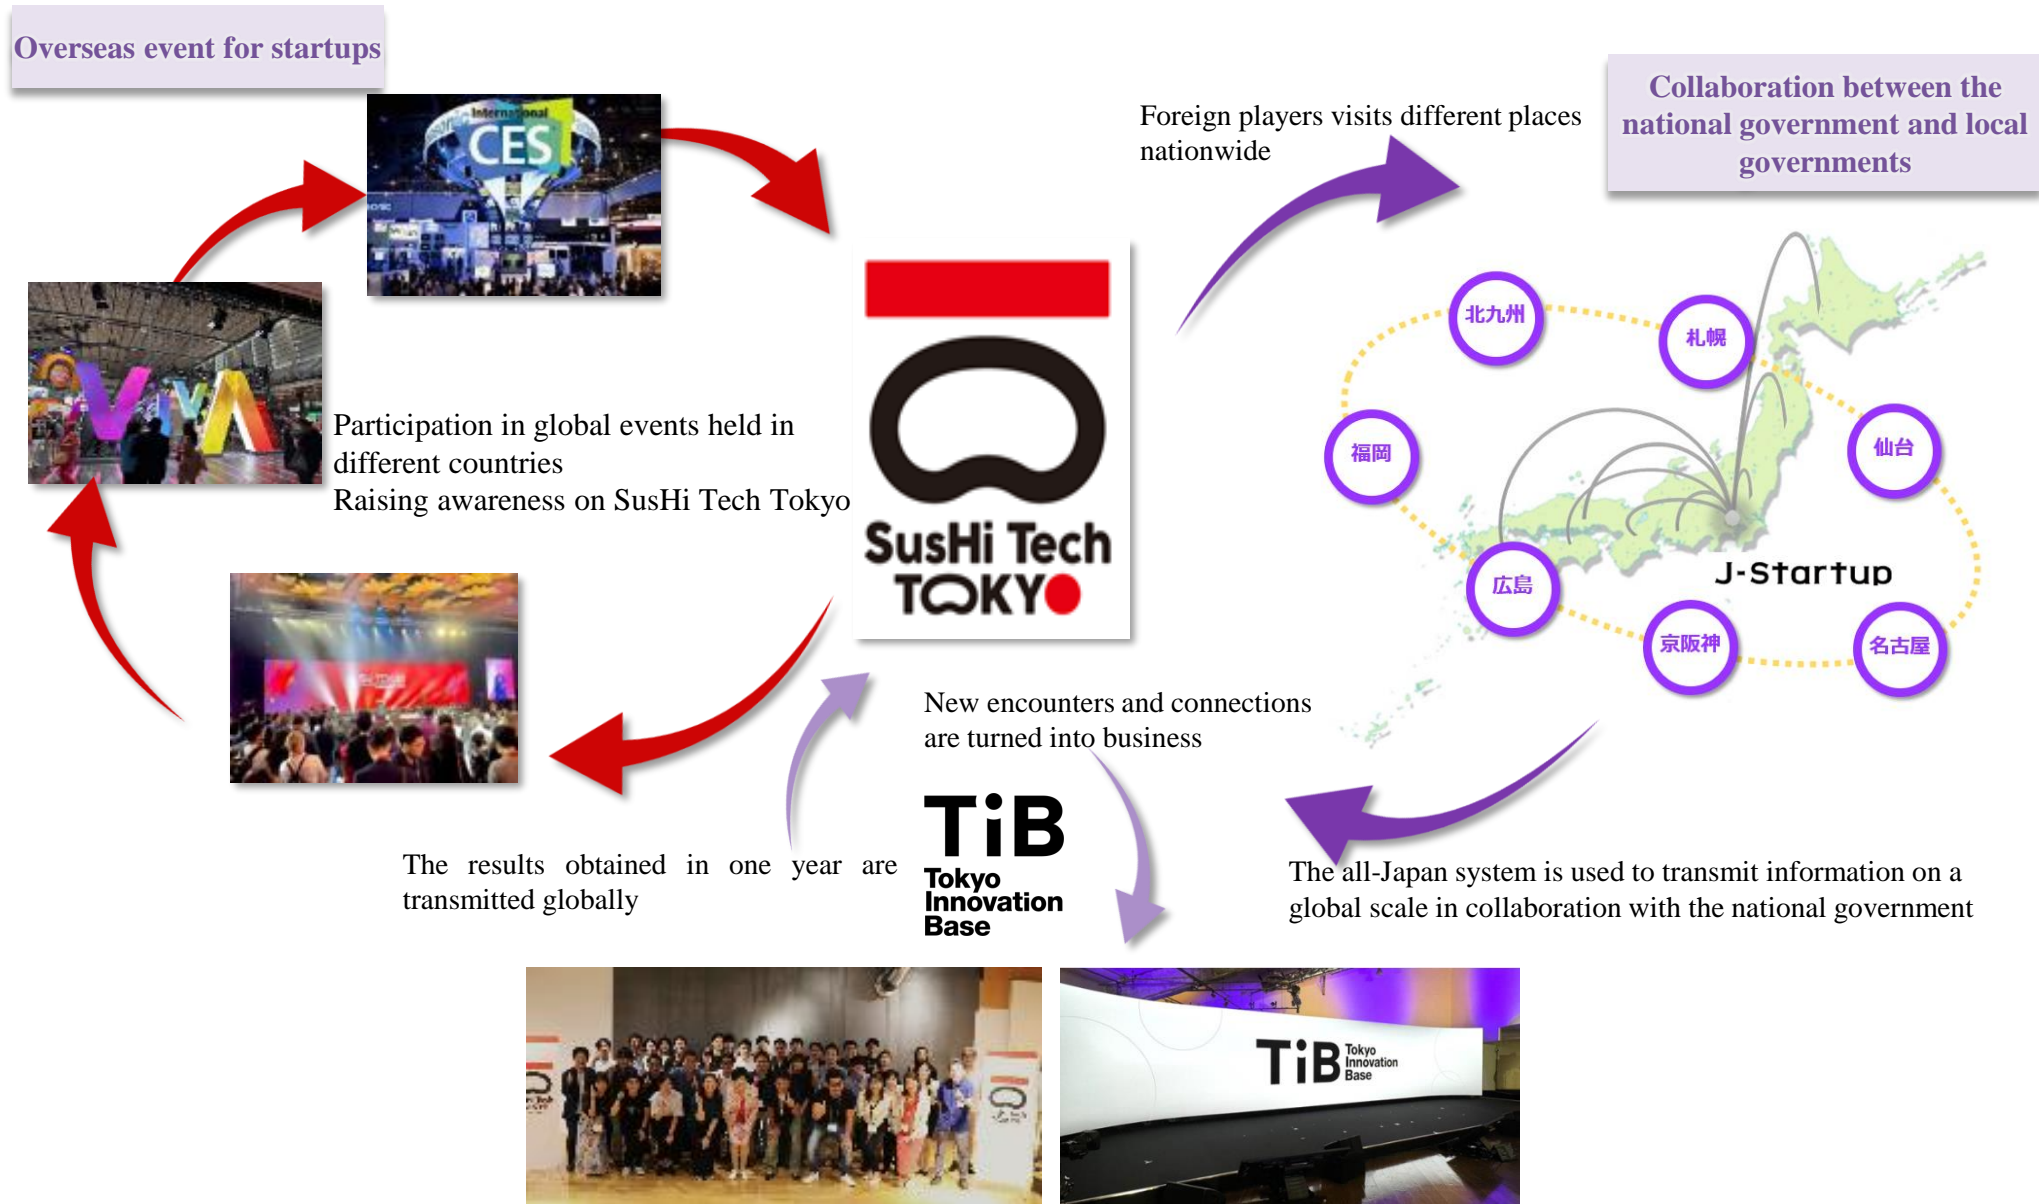 Overseas event for startups
International
CES
ViVA
Participation in global events held in
different countries
Raising awareness on SusHi Tech Tokyo
SusHi Tech
TOKYO
Foreign players visits different places
nationwide
Collaboration between the
national government and local
governments
北九州
札幌
福岡
仙台
広島
J-Startup
京阪神
名古屋
New encounters and connections
are turned into business
TiB
Tokyo
Innovation
Base
The results obtained in one year are
transmitted globally
The all-Japan system is used to transmit information on a
global scale in collaboration with the national government
SusHi Tech
TiB Tokyo
Innovation
Base